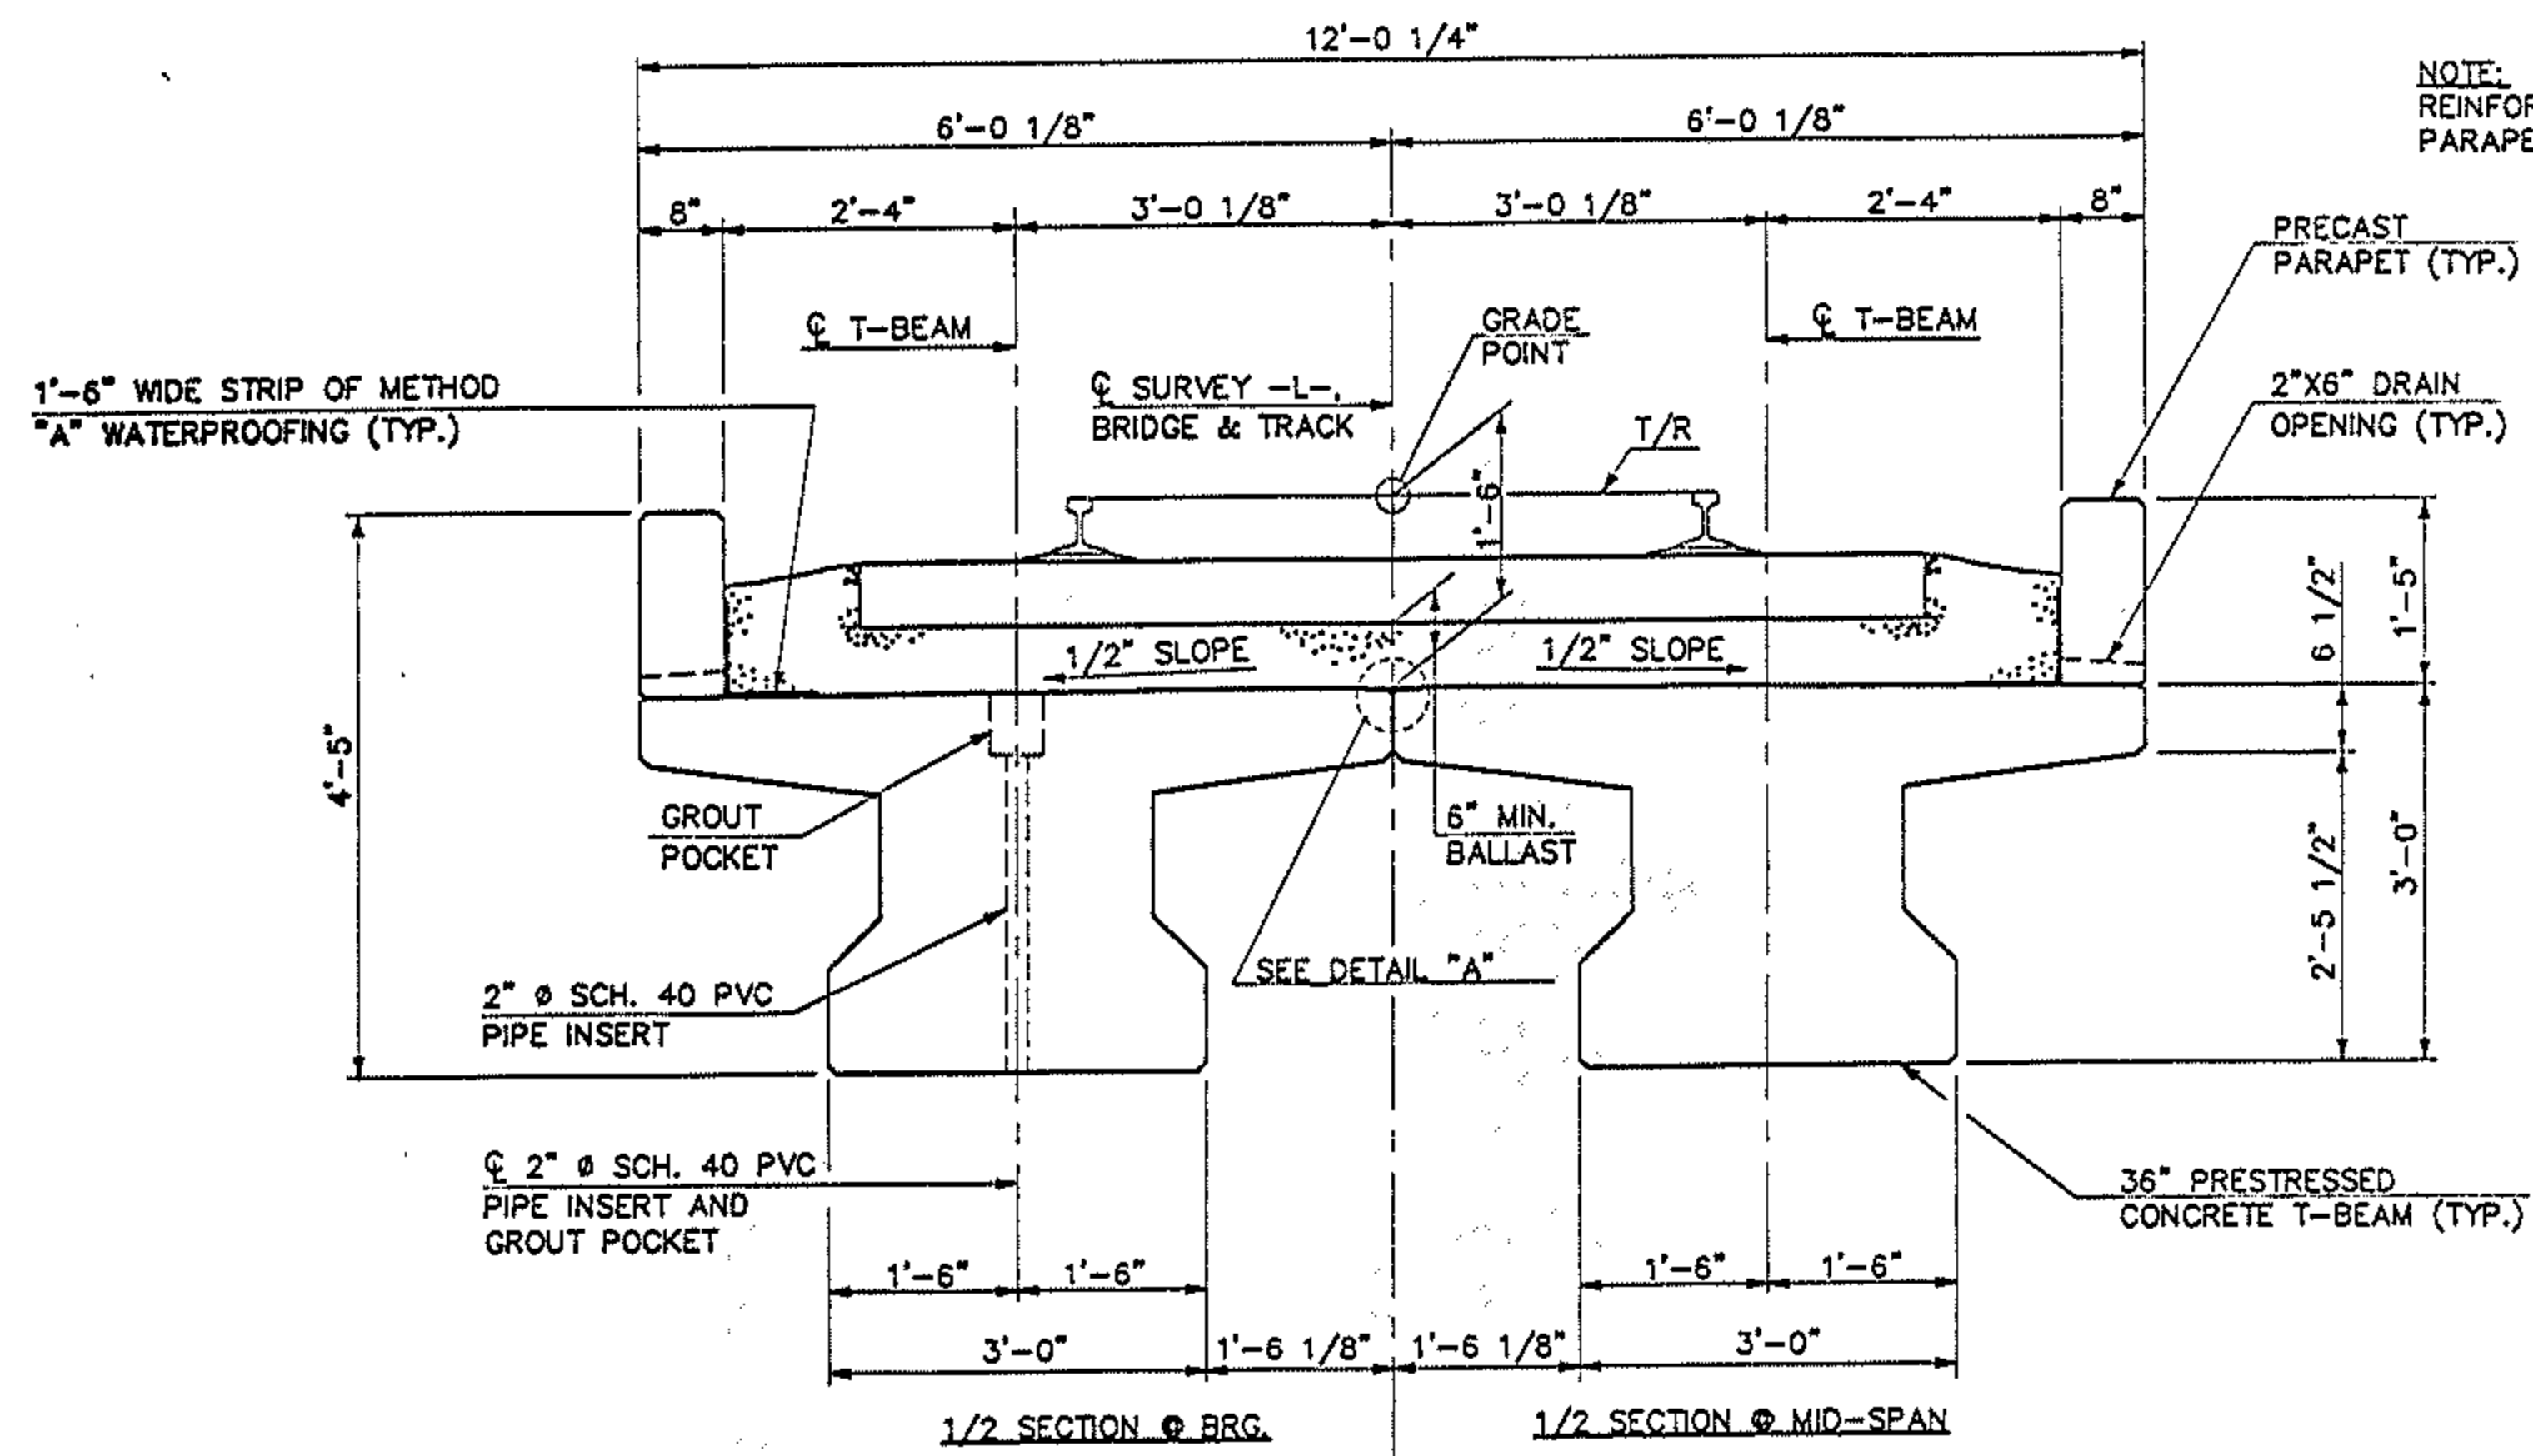 12'-0 1/4"
NOTE:
REINFOR
PARAPE
6'-0 1/8"
6'-0 1/8"
8"
2'-4"
3'-0 1/8"
3'-0 1/8"
2'-4"
8"
PRECAST
PARAPET (TYP.)
℄ T-BEAM
GRADE
POINT
℄ T-BEAM
1'-6" WIDE STRIP OF METHOD
"A" WATERPROOFING (TYP.)
℄ SURVEY -L-,
BRIDGE & TRACK
T/R
2"X6" DRAIN
OPENING (TYP.)
1'-6"
1/2" SLOPE
1/2" SLOPE
6 1/2"
1'-5"
4'-5"
GROUT
POCKET
6" MIN.
BALLAST
2'-5 1/2"
3'-0"
SEE DETAIL "A"
2" ø SCH. 40 PVC
PIPE INSERT
℄ 2" ø SCH. 40 PVC
PIPE INSERT AND
GROUT POCKET
36" PRESTRESSED
CONCRETE T-BEAM (TYP.)
1'-6"
1'-6"
1'-6"
1'-6"
3'-0"
1'-6 1/8"
1'-6 1/8"
3'-0"
1/2 SECTION @ BRG.
1/2 SECTION @ MID-SPAN